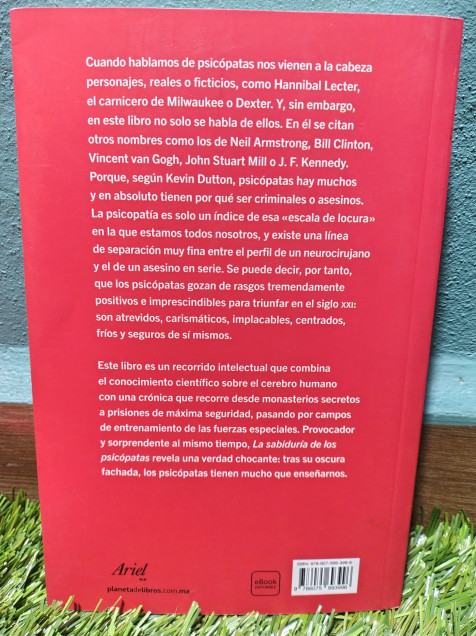 Cuando hablamos de psicópatas nos vienen a la cabeza
personajes, reales o ficticios, como Hannibal Lecter,
el carnicero de Milwaukee o Dexter. Y, sin embargo,
en este libro no solo se habla de ellos. En él se citan
otros nombres como los de Neil Armstrong, Bill Clinton,
Vincent van Gogh, John Stuart Mill o J. F. Kennedy.
Porque, según Kevin Dutton, psicópatas hay muchos
y en absoluto tienen por qué ser criminales o asesinos.
La psicopatía es solo un índice de esa «escala de locura»
en la que estamos todos nosotros, y existe una línea
de separación muy fina entre el perfil de un neurocirujano
y el de un asesino en serie. Se puede decir, por tanto,
que los psicópatas gozan de rasgos tremendamente
positivos e imprescindibles para triunfar en el siglo XXI:
son atrevidos, carismáticos, implacables, centrados,
fríos y seguros de sí mismos.
Este libro es un recorrido intelectual que combina
el conocimiento científico sobre el cerebro humano
con una crónica que recorre desde monasterios secretos
a prisiones de máxima seguridad, pasando por campos
de entrenamiento de las fuerzas especiales. Provocador
y sorprendente al mismo tiempo, La sabiduría de los
psicópatas revela una verdad chocante: tras su oscura
fachada, los psicópatas tienen mucho que enseñarnos.
Ariel
planetadelibros.com.mx
eBook